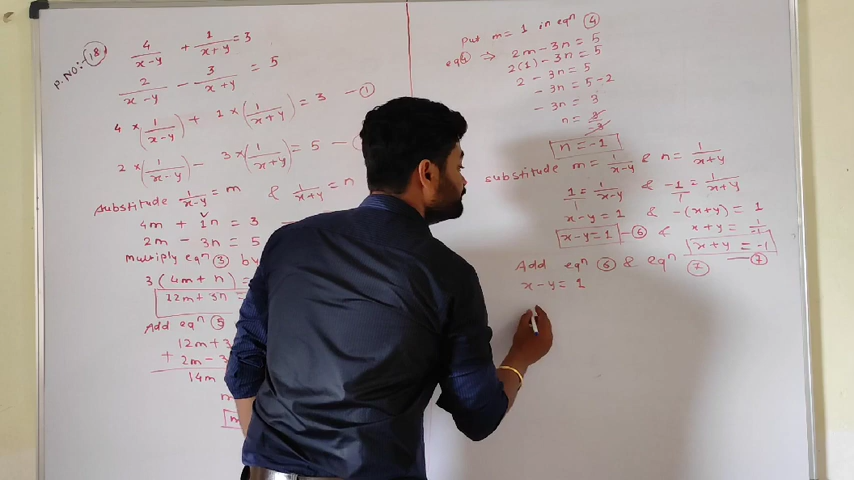 P.NO:- 18
4/(x-y) + 1/(x+y) = 3
2/(x-y) - 3/(x+y) = 5
4×(1/(x-y)) + 1×(1/(x+y)) = 3 — ①
2×(1/(x-y)) - 3×(1/(x+y)) = 5 —
Substitute 1/(x-y) = m & 1/(x+y) = n
4m + 1n = 3
2m - 3n = 5
Multiply eqⁿ ③ by
3(4m + n) =
12m + 3n =
Add eqⁿ ⑤
12m + 3
+ 2m - 3
14m
m
Put m = 1 in eqⁿ ④
eq④ ⇒ 2m - 3n = 5
2(1) - 3n = 5
2 - 3n = 5
- 3n = 5 - 2
- 3n = 3
n = 3/-3
n = -1
Substitute m = 1/(x-y) & n = 1/(x+y)
1/1 = 1/(x-y) & -1/1 = 1/(x+y)
x - y = 1 & -(x+y) = 1
x - y = 1 — ⑥ & x + y = 1/-1
x + y = -1 — ⑦
Add eqⁿ ⑥ & eqⁿ ⑦
x - y = 1